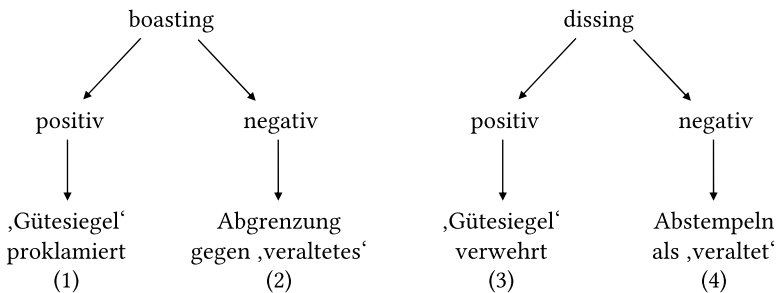 boasting
dissing
positiv
negativ
positiv
negativ
‚Gütesiegel‘
proklamiert
(1)
Abgrenzung
gegen ‚veraltetes‘
(2)
‚Gütesiegel‘
verwehrt
(3)
Abstempeln
als ‚veraltet‘
(4)